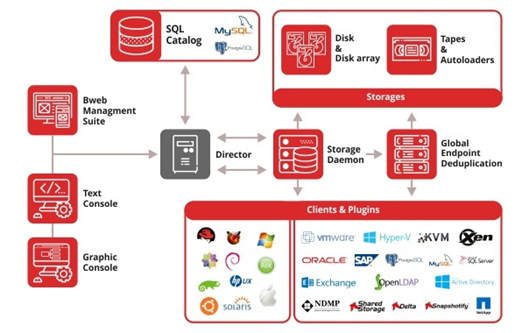 SQL
Catalog
MySQL
PostgreSQL
Disk
&
Disk array
Tapes
&
Autoloaders
Storages
Bweb
Managment
Suite
Director
Storage
Daemon
Global
Endpoint
Deduplication
Text
Console
Graphic
Console
Clients & Plugins
hp UX
solaris
vmware
Hyper-V
KVM
Xen
ORACLE
SAP
PostgreSQL
MySQL
SQL Server
Exchange
OpenLDAP
Active Directory
NDMP
Shared
Storage
Delta
Snapshotify
NetApp